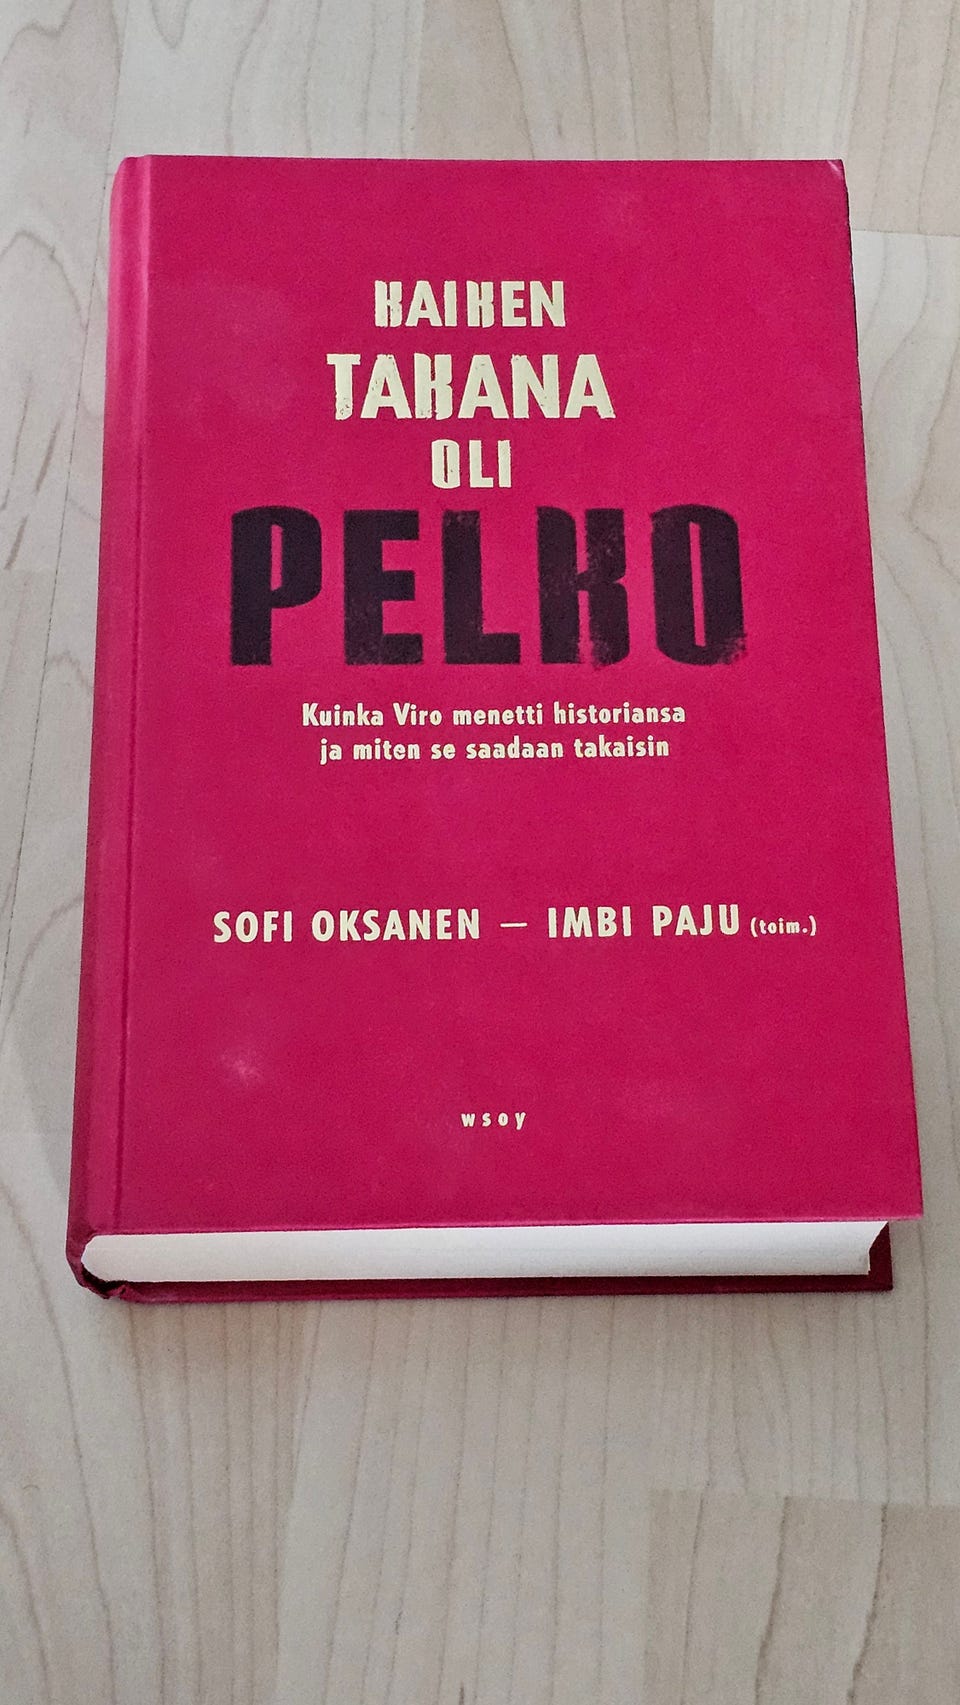 KAIKEN
TAKANA
OLI
PELKO
Kuinka Viro menetti historiansa
ja miten se saadaan takaisin
SOFI OKSANEN – IMBI PAJU (toim.)
wsoy